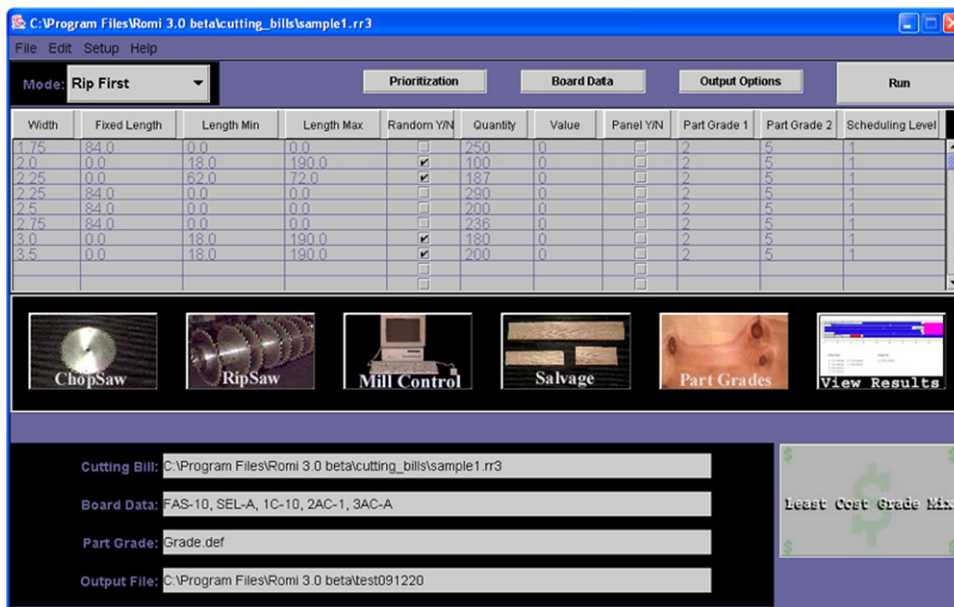 C:\Program Files\Romi 3.0 beta\cutting_bills\sample1.rr3
File Edit Setup Help
Mode: Rip First Prioritization Board Data Output Options Run
Width Fixed Length Length Min Length Max Random Y/N Quantity Value Panel Y/N Part Grade 1 Part Grade 2 Scheduling Level
1.75 84.0 0.0 0.0 250 0 2 5 1
2.0 0.0 18.0 190.0 100 0 2 5 1
2.25 0.0 62.0 72.0 187 0 2 5 1
2.25 84.0 0.0 0.0 290 0 2 5 1
2.5 84.0 0.0 0.0 200 0 2 5 1
2.75 84.0 0.0 0.0 236 0 2 5 1
3.0 0.0 18.0 190.0 180 0 2 5 1
3.5 0.0 18.0 190.0 200 0 2 5 1
ChopSaw RipSaw Mill Control Salvage Part Grades View Results
Cutting Bill: C:\Program Files\Romi 3.0 beta\cutting_bills\sample1.rr3
Board Data: FAS-10, SEL-A, 1C-10, 2AC-1, 3AC-A
Least Cost Grade Mix
Part Grade: Grade.def
Output File: C:\Program Files\Romi 3.0 beta\test091220